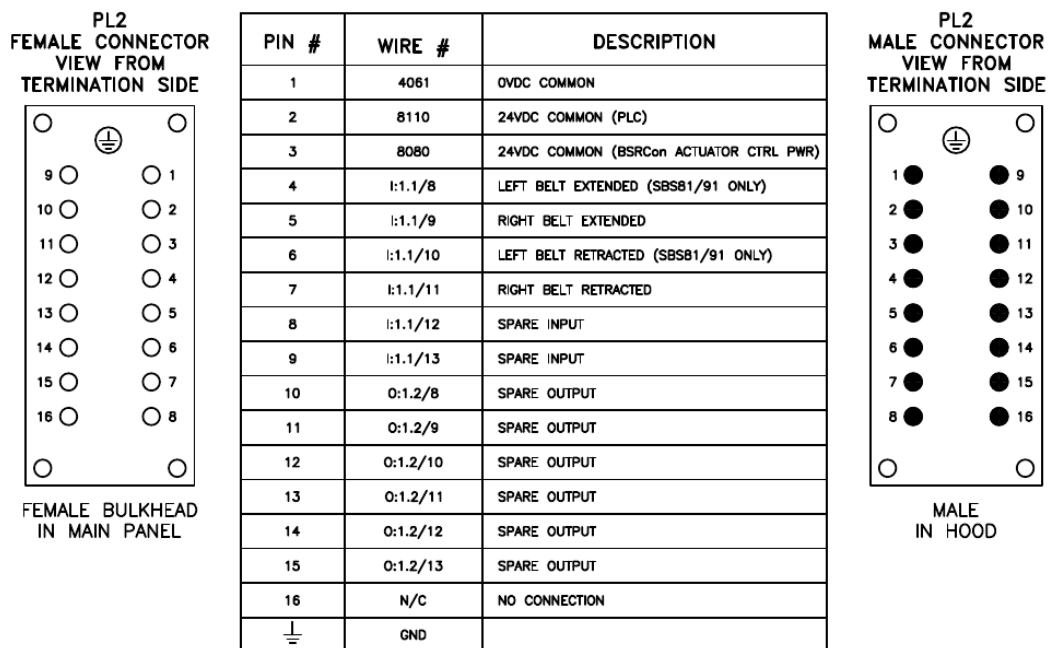 PL2
FEMALE CONNECTOR
VIEW FROM
TERMINATION SIDE
9 1
10 2
11 3
12 4
13 5
14 6
15 7
16 8
FEMALE BULKHEAD
IN MAIN PANEL
PIN # WIRE # DESCRIPTION
1 4061 0VDC COMMON
2 8110 24VDC COMMON (PLC)
3 8080 24VDC COMMON (BSRCon ACTUATOR CTRL PWR)
4 I:1.1/8 LEFT BELT EXTENDED (SBS81/91 ONLY)
5 I:1.1/9 RIGHT BELT EXTENDED
6 I:1.1/10 LEFT BELT RETRACTED (SBS81/91 ONLY)
7 I:1.1/11 RIGHT BELT RETRACTED
8 I:1.1/12 SPARE INPUT
9 I:1.1/13 SPARE INPUT
10 O:1.2/8 SPARE OUTPUT
11 O:1.2/9 SPARE OUTPUT
12 O:1.2/10 SPARE OUTPUT
13 O:1.2/11 SPARE OUTPUT
14 O:1.2/12 SPARE OUTPUT
15 O:1.2/13 SPARE OUTPUT
16 N/C NO CONNECTION
GND
PL2
MALE CONNECTOR
VIEW FROM
TERMINATION SIDE
1 9
2 10
3 11
4 12
5 13
6 14
7 15
8 16
MALE
IN HOOD